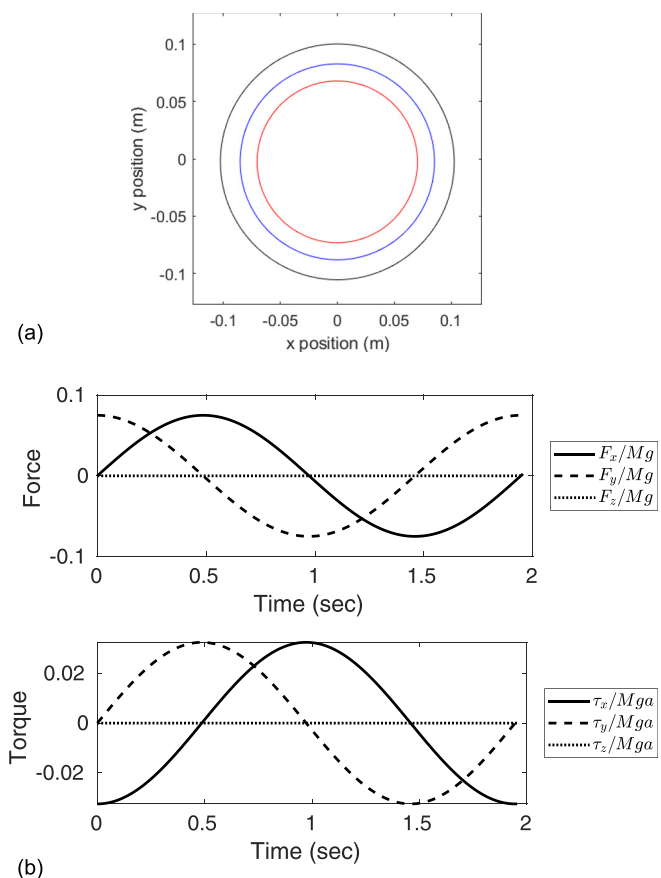 0.1
0.05
0
-0.05
-0.1
y position (m)
-0.1 -0.05 0 0.05 0.1
x position (m)
(a)
0.1
0
-0.1
Force
0 0.5 1 1.5 2
Time (sec)
F_x/Mg
F_y/Mg
F_z/Mg
0.02
0
-0.02
Torque
0 0.5 1 1.5 2
Time (sec)
τ_x/Mga
τ_y/Mga
τ_z/Mga
(b)